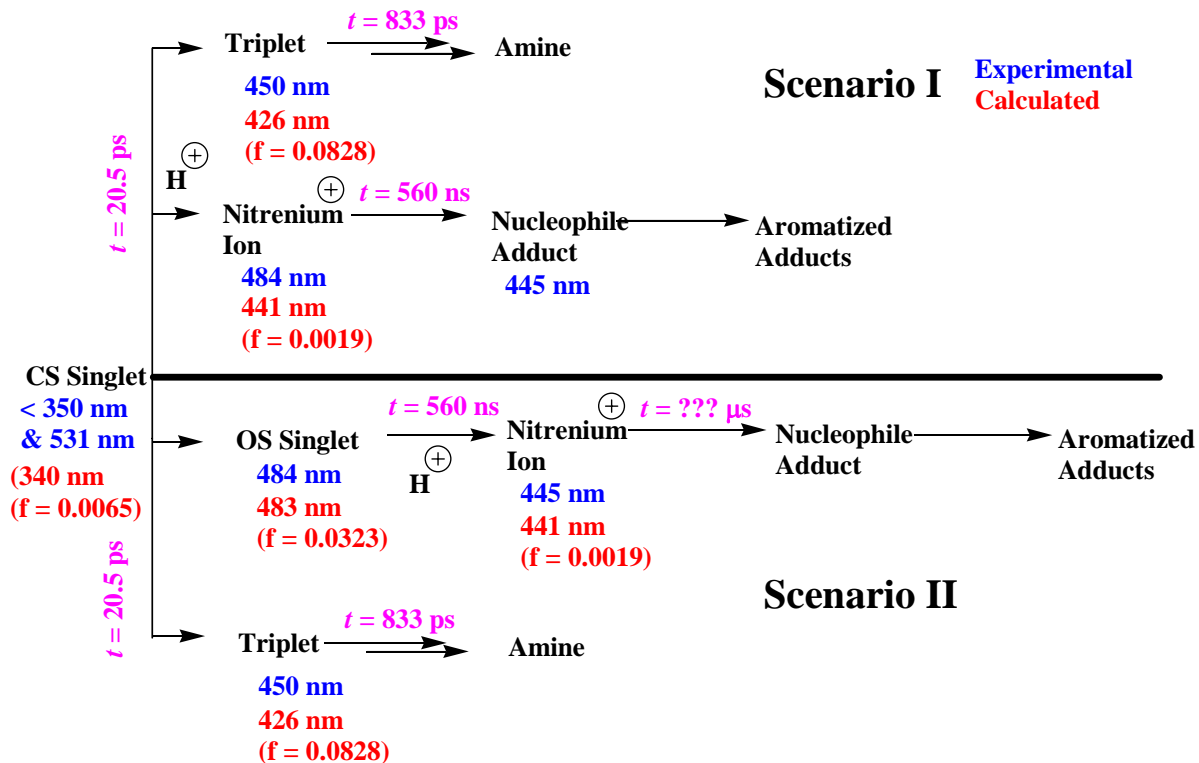 t = 833 ps
Triplet
Amine
450 nm
426 nm
(f = 0.0828)
Scenario I
Experimental
Calculated
t = 20.5 ps
H +
+
t = 560 ns
Nitrenium
Ion
484 nm
441 nm
(f = 0.0019)
Nucleophile
Adduct
445 nm
Aromatized
Adducts
CS Singlet
< 350 nm
& 531 nm
(340 nm
(f = 0.0065)
OS Singlet
484 nm
483 nm
(f = 0.0323)
t = 560 ns
H +
+
t = ??? μs
Nitrenium
Ion
445 nm
441 nm
(f = 0.0019)
Nucleophile
Adduct
Aromatized
Adducts
t = 20.5 ps
Scenario II
t = 833 ps
Triplet
Amine
450 nm
426 nm
(f = 0.0828)